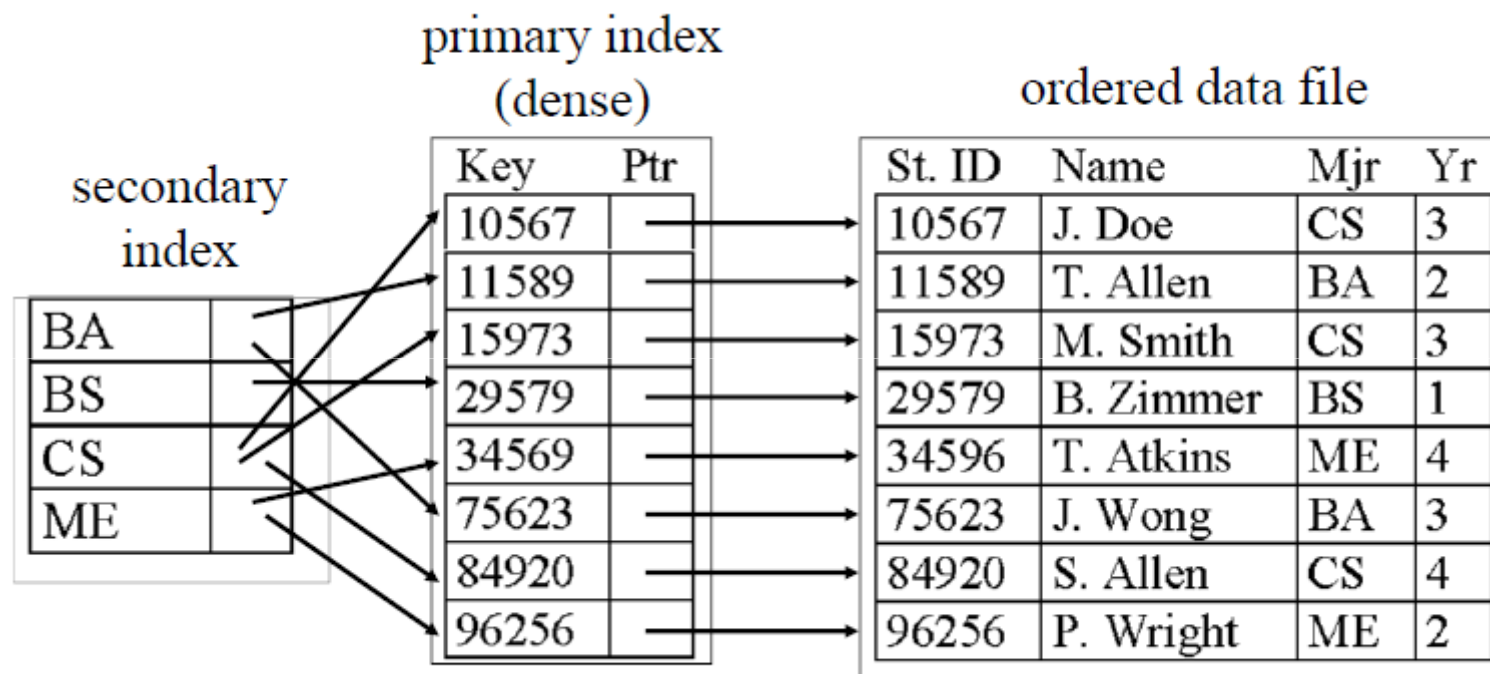 primary index
(dense)
ordered data file
secondary
index
Key Ptr
10567
11589
15973
29579
34569
75623
84920
96256
BA
BS
CS
ME
St. ID Name Mjr Yr
10567 J. Doe CS 3
11589 T. Allen BA 2
15973 M. Smith CS 3
29579 B. Zimmer BS 1
34596 T. Atkins ME 4
75623 J. Wong BA 3
84920 S. Allen CS 4
96256 P. Wright ME 2